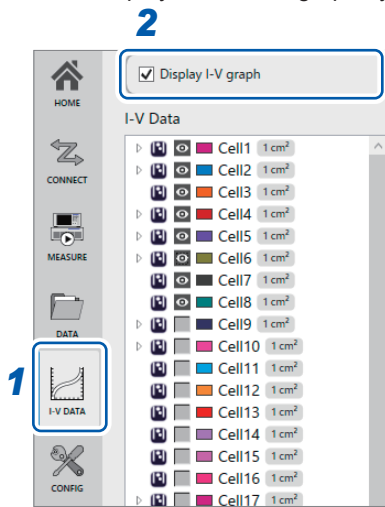 2
Display I-V graph
HOME
I-V Data
Cell1 1 cm²
Cell2 1 cm²
CONNECT
Cell3 1 cm²
Cell4 1 cm²
Cell5 1 cm²
MEASURE
Cell6 1 cm²
Cell7 1 cm²
Cell8 1 cm²
DATA
Cell9 1 cm²
Cell10 1 cm²
1
Cell11 1 cm²
I-V DATA
Cell12 1 cm²
Cell13 1 cm²
Cell14 1 cm²
Cell15 1 cm²
CONFIG
Cell16 1 cm²
Cell17 1 cm²